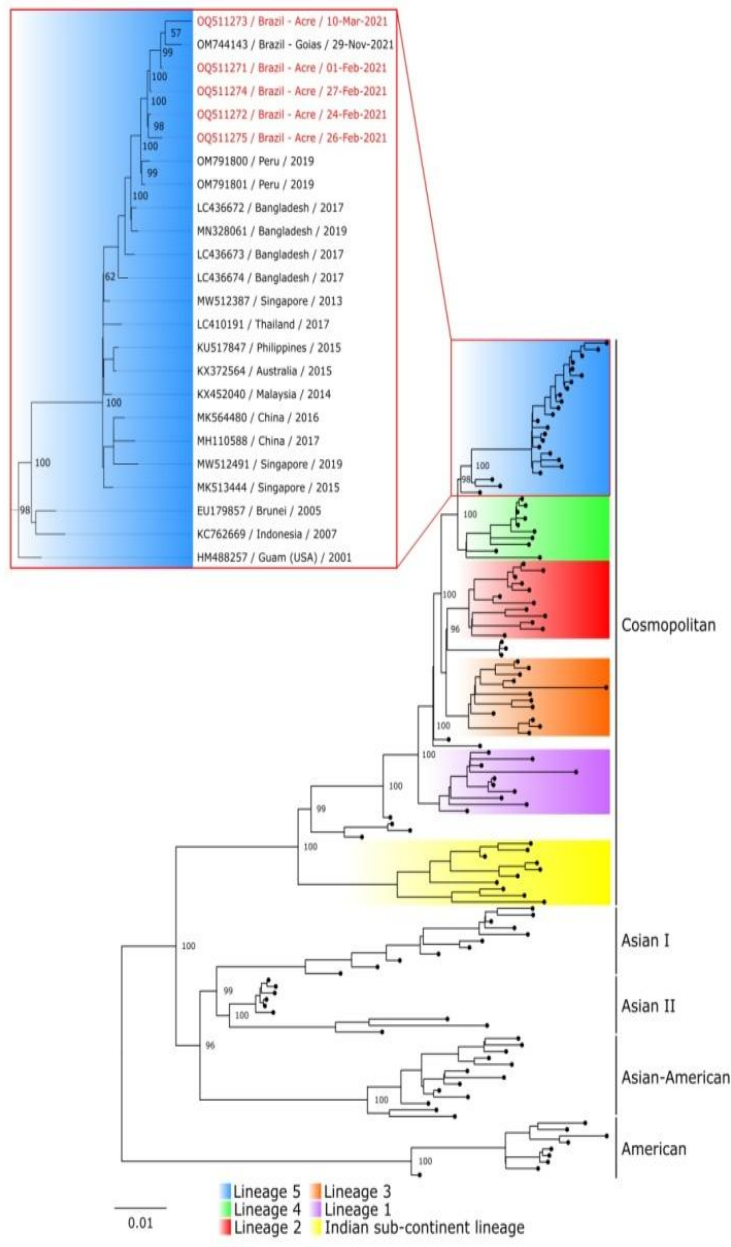 OQ511273 / Brazil - Acre / 10-Mar-2021
57
OM744143 / Brazil - Goias / 29-Nov-2021
99
OQ511271 / Brazil - Acre / 01-Feb-2021
100
OQ511274 / Brazil - Acre / 27-Feb-2021
100
OQ511272 / Brazil - Acre / 24-Feb-2021
98
OQ511275 / Brazil - Acre / 26-Feb-2021
100
OM791800 / Peru / 2019
99
OM791801 / Peru / 2019
100
LC436672 / Bangladesh / 2017
MN328061 / Bangladesh / 2019
LC436673 / Bangladesh / 2017
LC436674 / Bangladesh / 2017
62
MW512387 / Singapore / 2013
LC410191 / Thailand / 2017
KU517847 / Philippines / 2015
KX372564 / Australia / 2015
KX452040 / Malaysia / 2014
100
MK564480 / China / 2016
MH110588 / China / 2017
MW512491 / Singapore / 2019
100
MK513444 / Singapore / 2015
98
EU179857 / Brunei / 2005
KC762669 / Indonesia / 2007
HM488257 / Guam (USA) / 2001
100
98
100
100
96
Cosmopolitan
100
100
100
99
100
Asian I
100
99
Asian II
100
96
Asian-American
100
American
100
0.01
Lineage 5
Lineage 4
Lineage 2
Lineage 3
Lineage 1
Indian sub-continent lineage